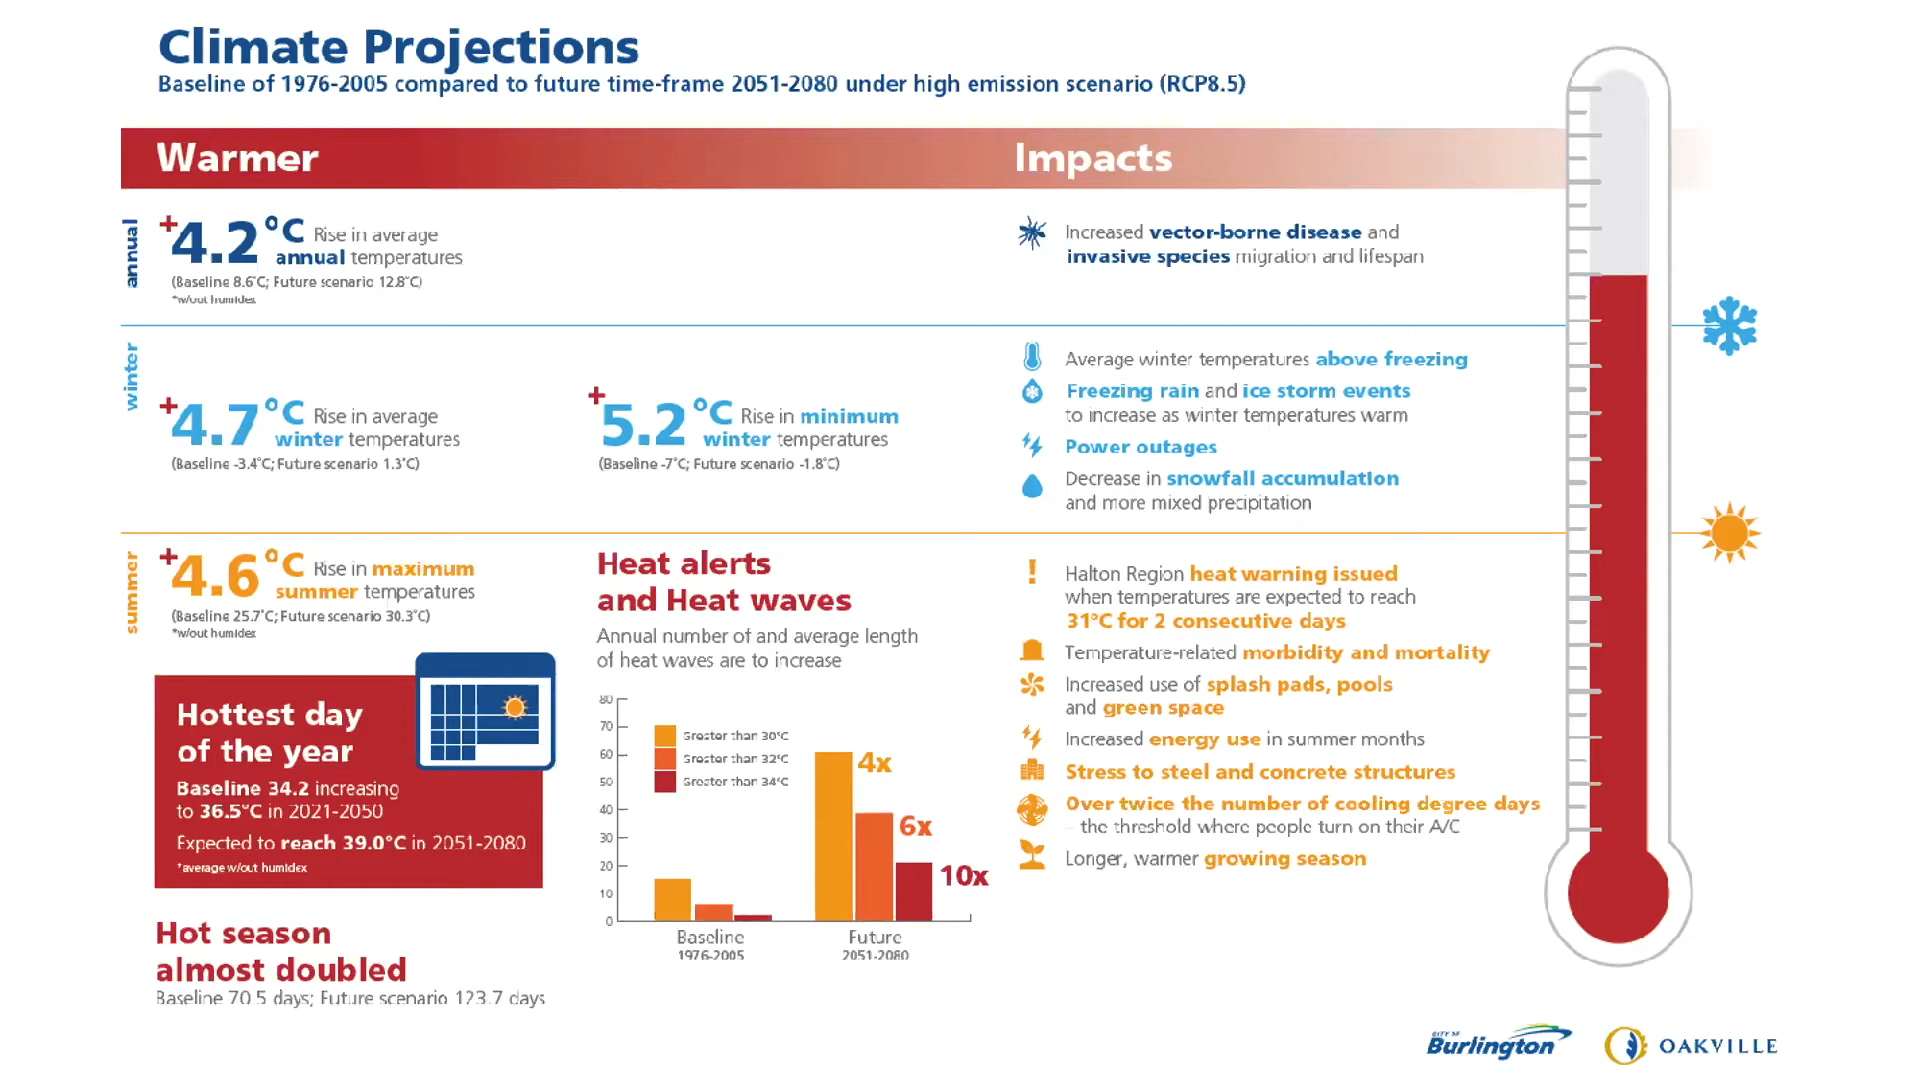 Climate Projections
Baseline of 1976-2005 compared to future time-frame 2051-2080 under high emission scenario (RCP8.5)
Warmer
Impacts
annual
+4.2°C Rise in average
annual temperatures
(Baseline 8.6°C; Future scenario 12.8°C)
*w/out humidex
Increased vector-borne disease and
invasive species migration and lifespan
winter
+4.7°C Rise in average
winter temperatures
(Baseline -3.4°C; Future scenario 1.3°C)
+5.2°C Rise in minimum
winter temperatures
(Baseline -7°C; Future scenario -1.8°C)
Average winter temperatures above freezing
Freezing rain and ice storm events
to increase as winter temperatures warm
Power outages
Decrease in snowfall accumulation
and more mixed precipitation
summer
+4.6°C Rise in maximum
summer temperatures
(Baseline 25.7°C; Future scenario 30.3°C)
*w/out humidex
Hottest day
of the year
Baseline 34.2 increasing
to 36.5°C in 2021-2050
Expected to reach 39.0°C in 2051-2080
*average w/out humidex
Hot season
almost doubled
Baseline 70.5 days; Future scenario 123.7 days
Heat alerts
and Heat waves
Annual number of and average length
of heat waves are to increase
80
70
60
50
40
30
20
10
0
Greater than 30°C
Greater than 32°C
Greater than 34°C
4x
6x
10x
Baseline
1976-2005
Future
2051-2080
! Halton Region heat warning issued
when temperatures are expected to reach
31°C for 2 consecutive days
Temperature-related morbidity and mortality
Increased use of splash pads, pools
and green space
Increased energy use in summer months
Stress to steel and concrete structures
Over twice the number of cooling degree days
– the threshold where people turn on their A/C
Longer, warmer growing season
CITY OF
Burlington
OAKVILLE